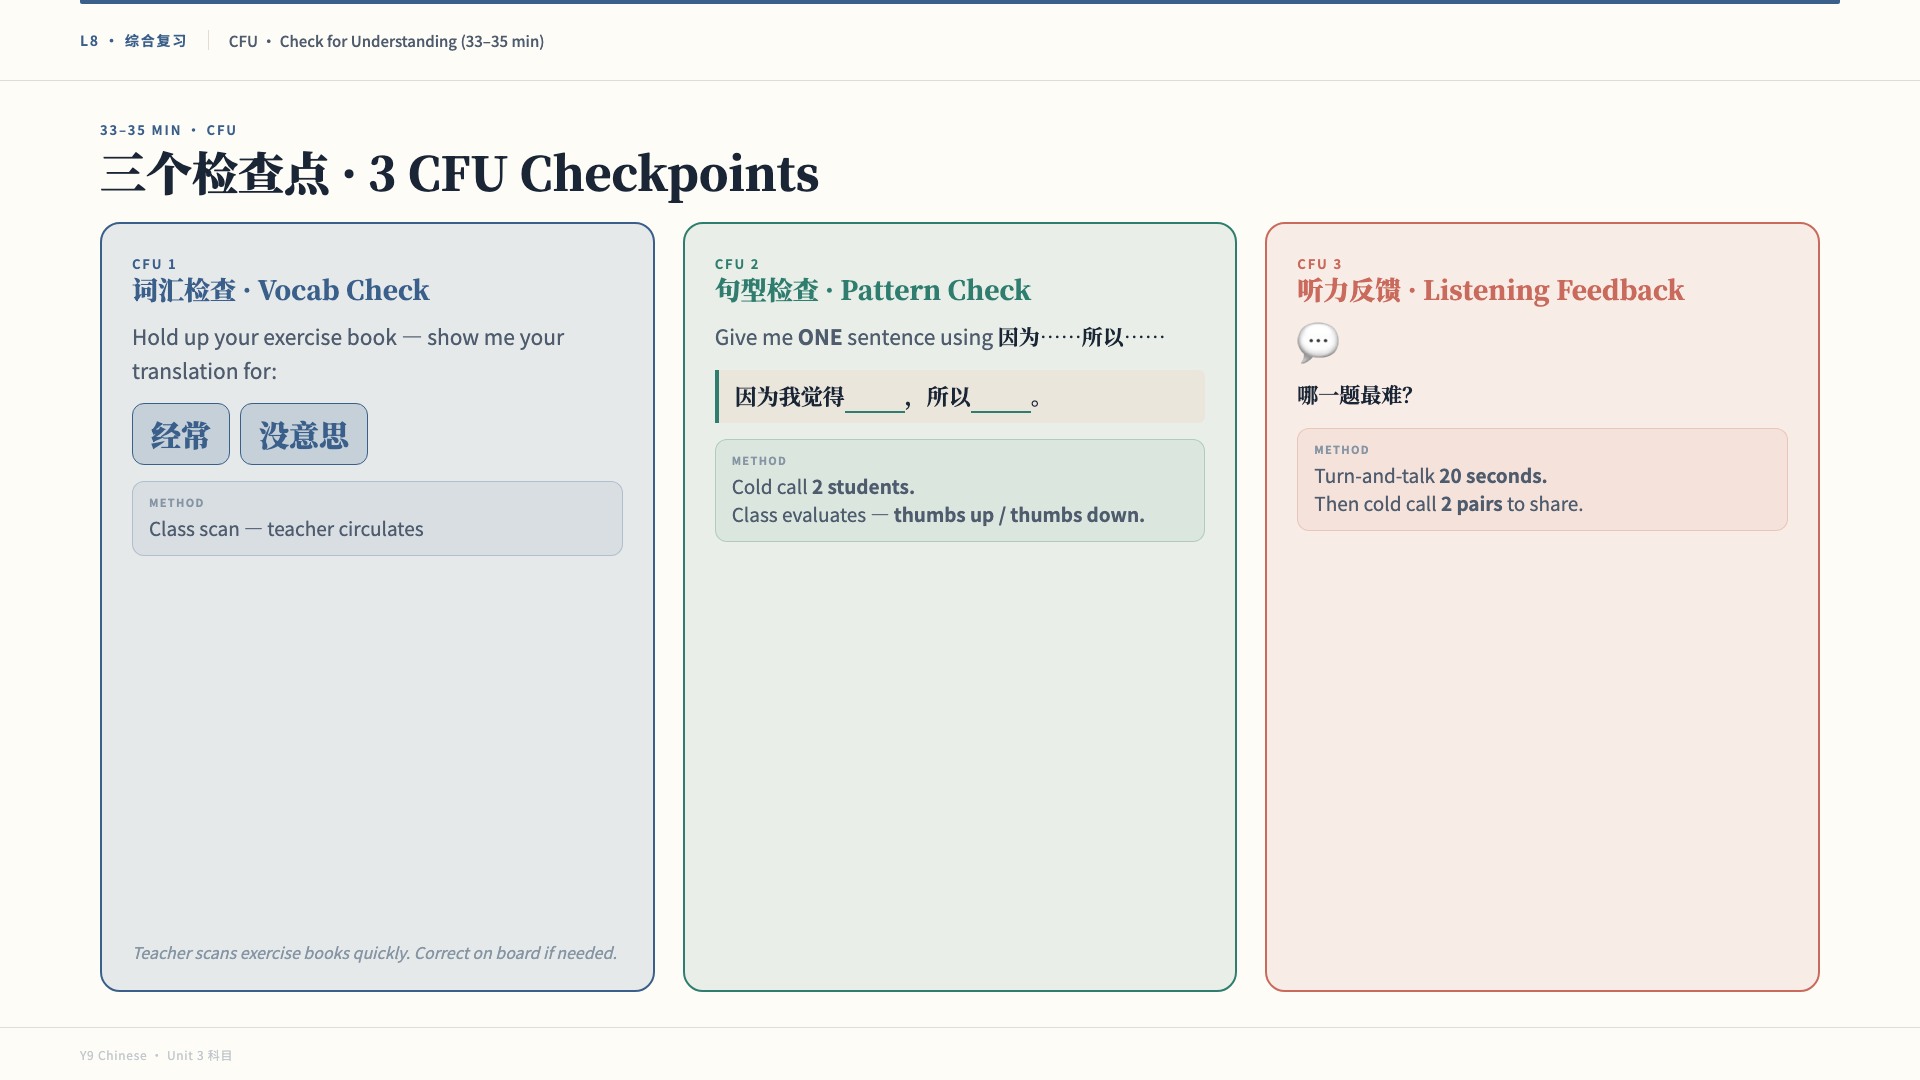 L8 • 综合复习
CFU • Check for Understanding (33–35 min)
33–35 MIN • CFU
三个检查点 · 3 CFU Checkpoints
CFU 1
词汇检查 · Vocab Check
Hold up your exercise book — show me your
translation for:
经常
没意思
METHOD
Class scan — teacher circulates
Teacher scans exercise books quickly. Correct on board if needed.
CFU 2
句型检查 · Pattern Check
Give me ONE sentence using 因为……所以……
因为我觉得_____，所以_____。
METHOD
Cold call 2 students.
Class evaluates — thumbs up / thumbs down.
CFU 3
听力反馈 · Listening Feedback
哪一题最难？
METHOD
Turn-and-talk 20 seconds.
Then cold call 2 pairs to share.
Y9 Chinese • Unit 3 科目